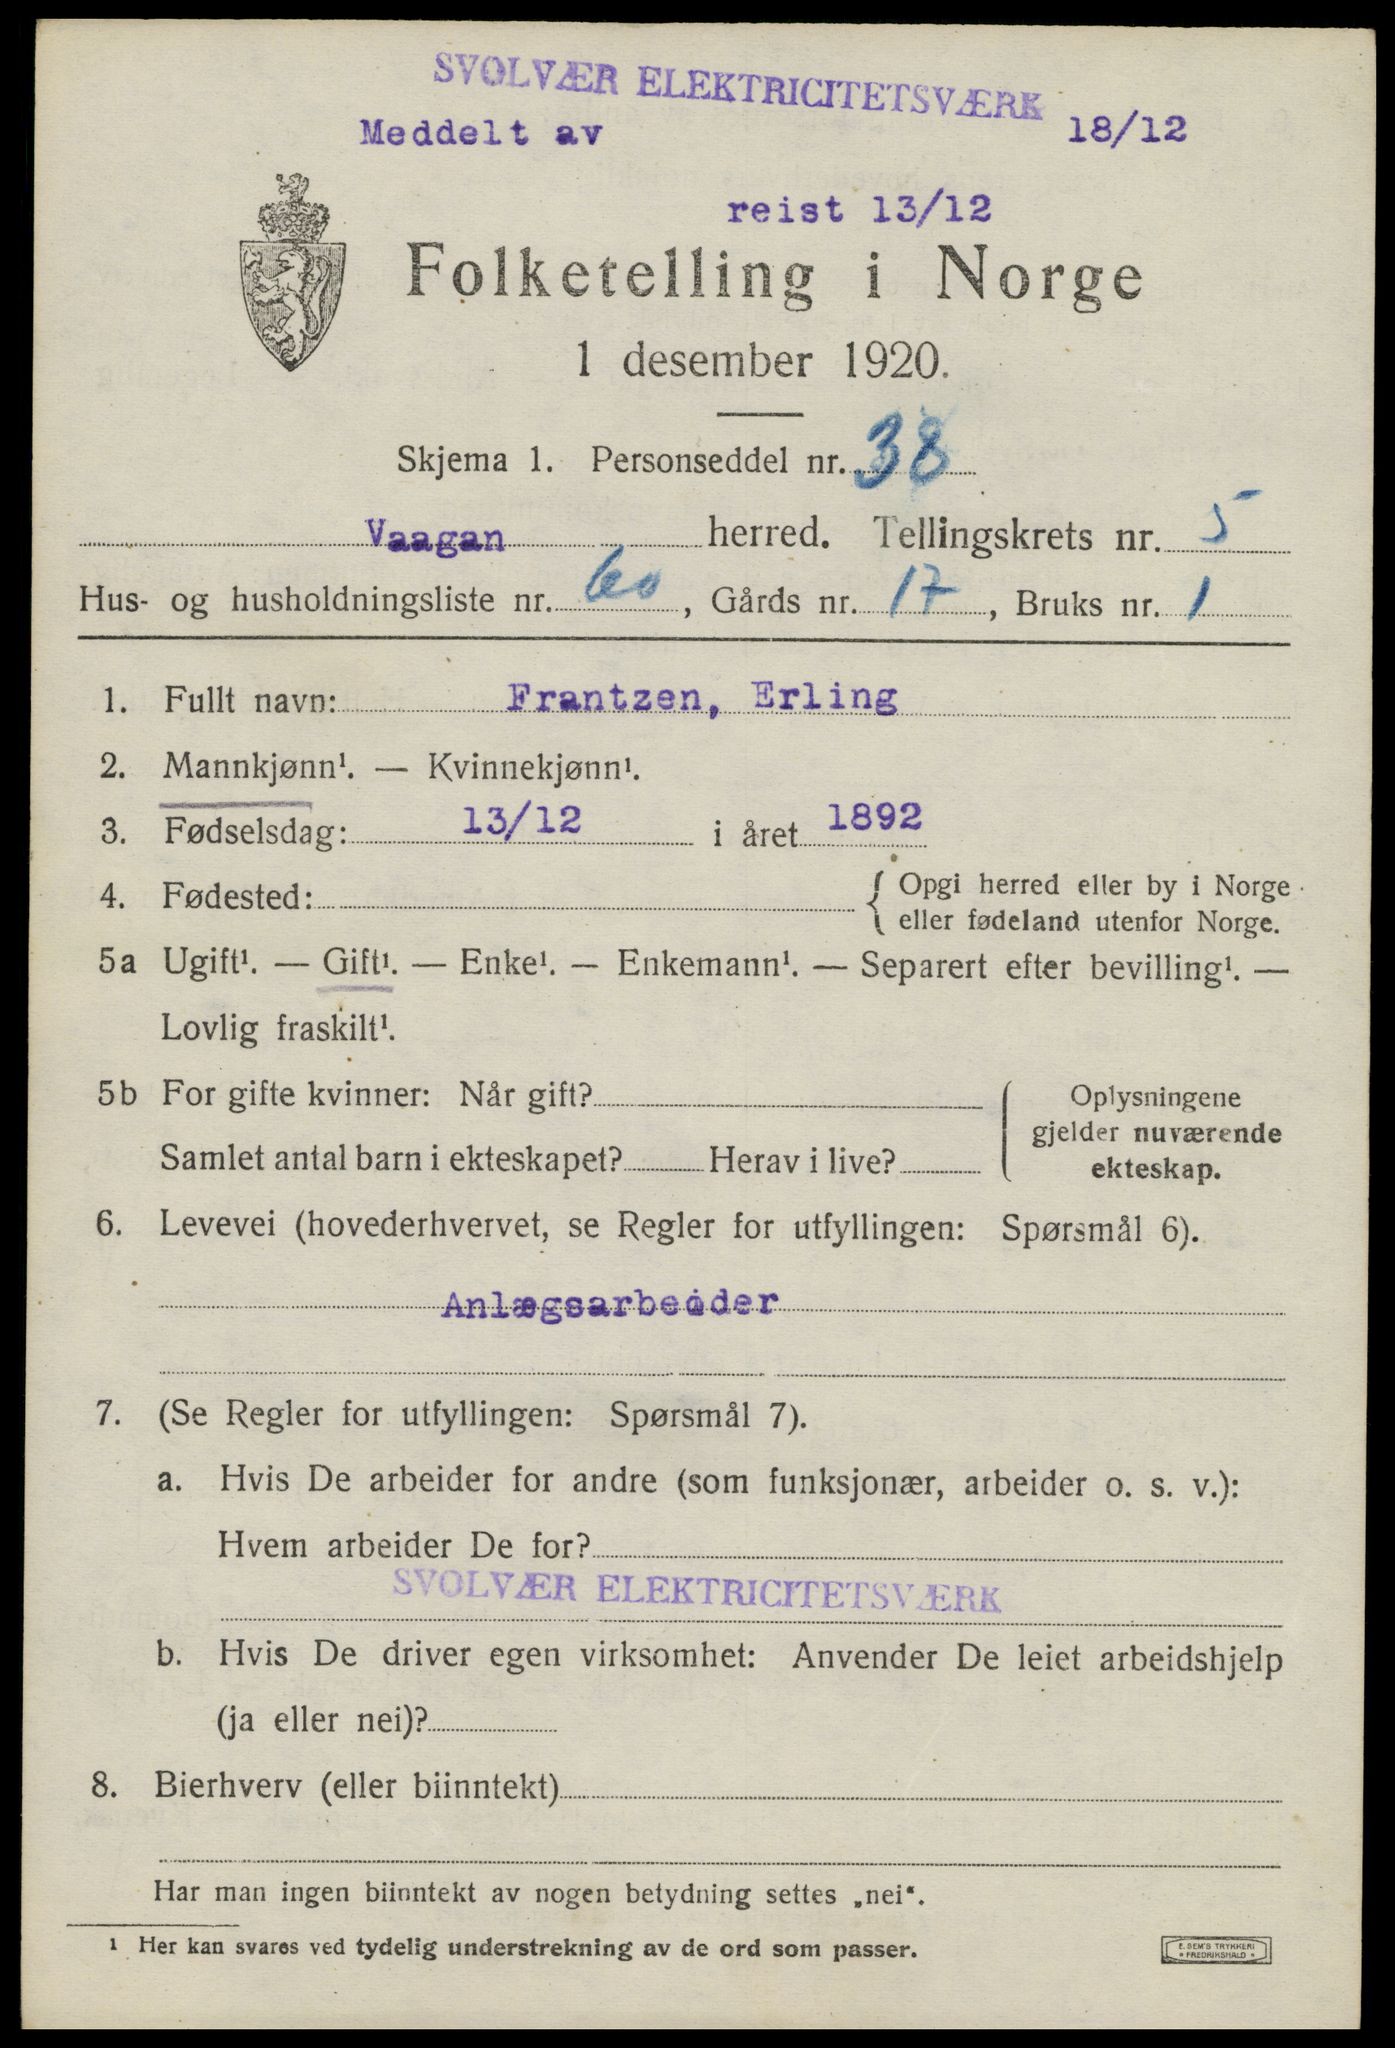 SVOLVÆR ELEKTRICITETSVÆRK
Meddelt av 18/12
reist 13/12
Folketelling i Norge
1 desember 1920.
Skjema 1. Personseddel nr. 38
Vaagan herred. Tellingskrets nr. 5
Hus- og husholdningsliste nr. 60, Gårds nr. 17, Bruks nr. 1
1. Fullt navn: Frantzen, Erling
2. Mannkjønn¹. — Kvinnekjønn¹.
3. Fødselsdag: 13/12 i året 1892
4. Fødested: { Opgi herred eller by i Norge
eller fødeland utenfor Norge.
5a Ugift¹. — Gift¹. — Enke¹. — Enkemann¹. — Separert efter bevilling¹. —
Lovlig fraskilt¹.
5b For gifte kvinner: Når gift? Oplysningene
gjelder nuværende
Samlet antal barn i ekteskapet? Herav i live? ekteskap.
6. Levevei (hovederhvervet, se Regler for utfyllingen: Spørsmål 6).
Anlægsarbeider
7. (Se Regler for utfyllingen: Spørsmål 7).
a. Hvis De arbeider for andre (som funksjonær, arbeider o. s. v.):
Hvem arbeider De for?
SVOLVÆR ELEKTRICITETSVÆRK
b. Hvis De driver egen virksomhet: Anvender De leiet arbeidshjelp
(ja eller nei)?
8. Bierhverv (eller biinntekt)
Har man ingen biinntekt av nogen betydning settes „nei“.
¹ Her kan svares ved tydelig understrekning av de ord som passer.
E. SEM'S TRYKKERI
* FREDRIKSHALD *